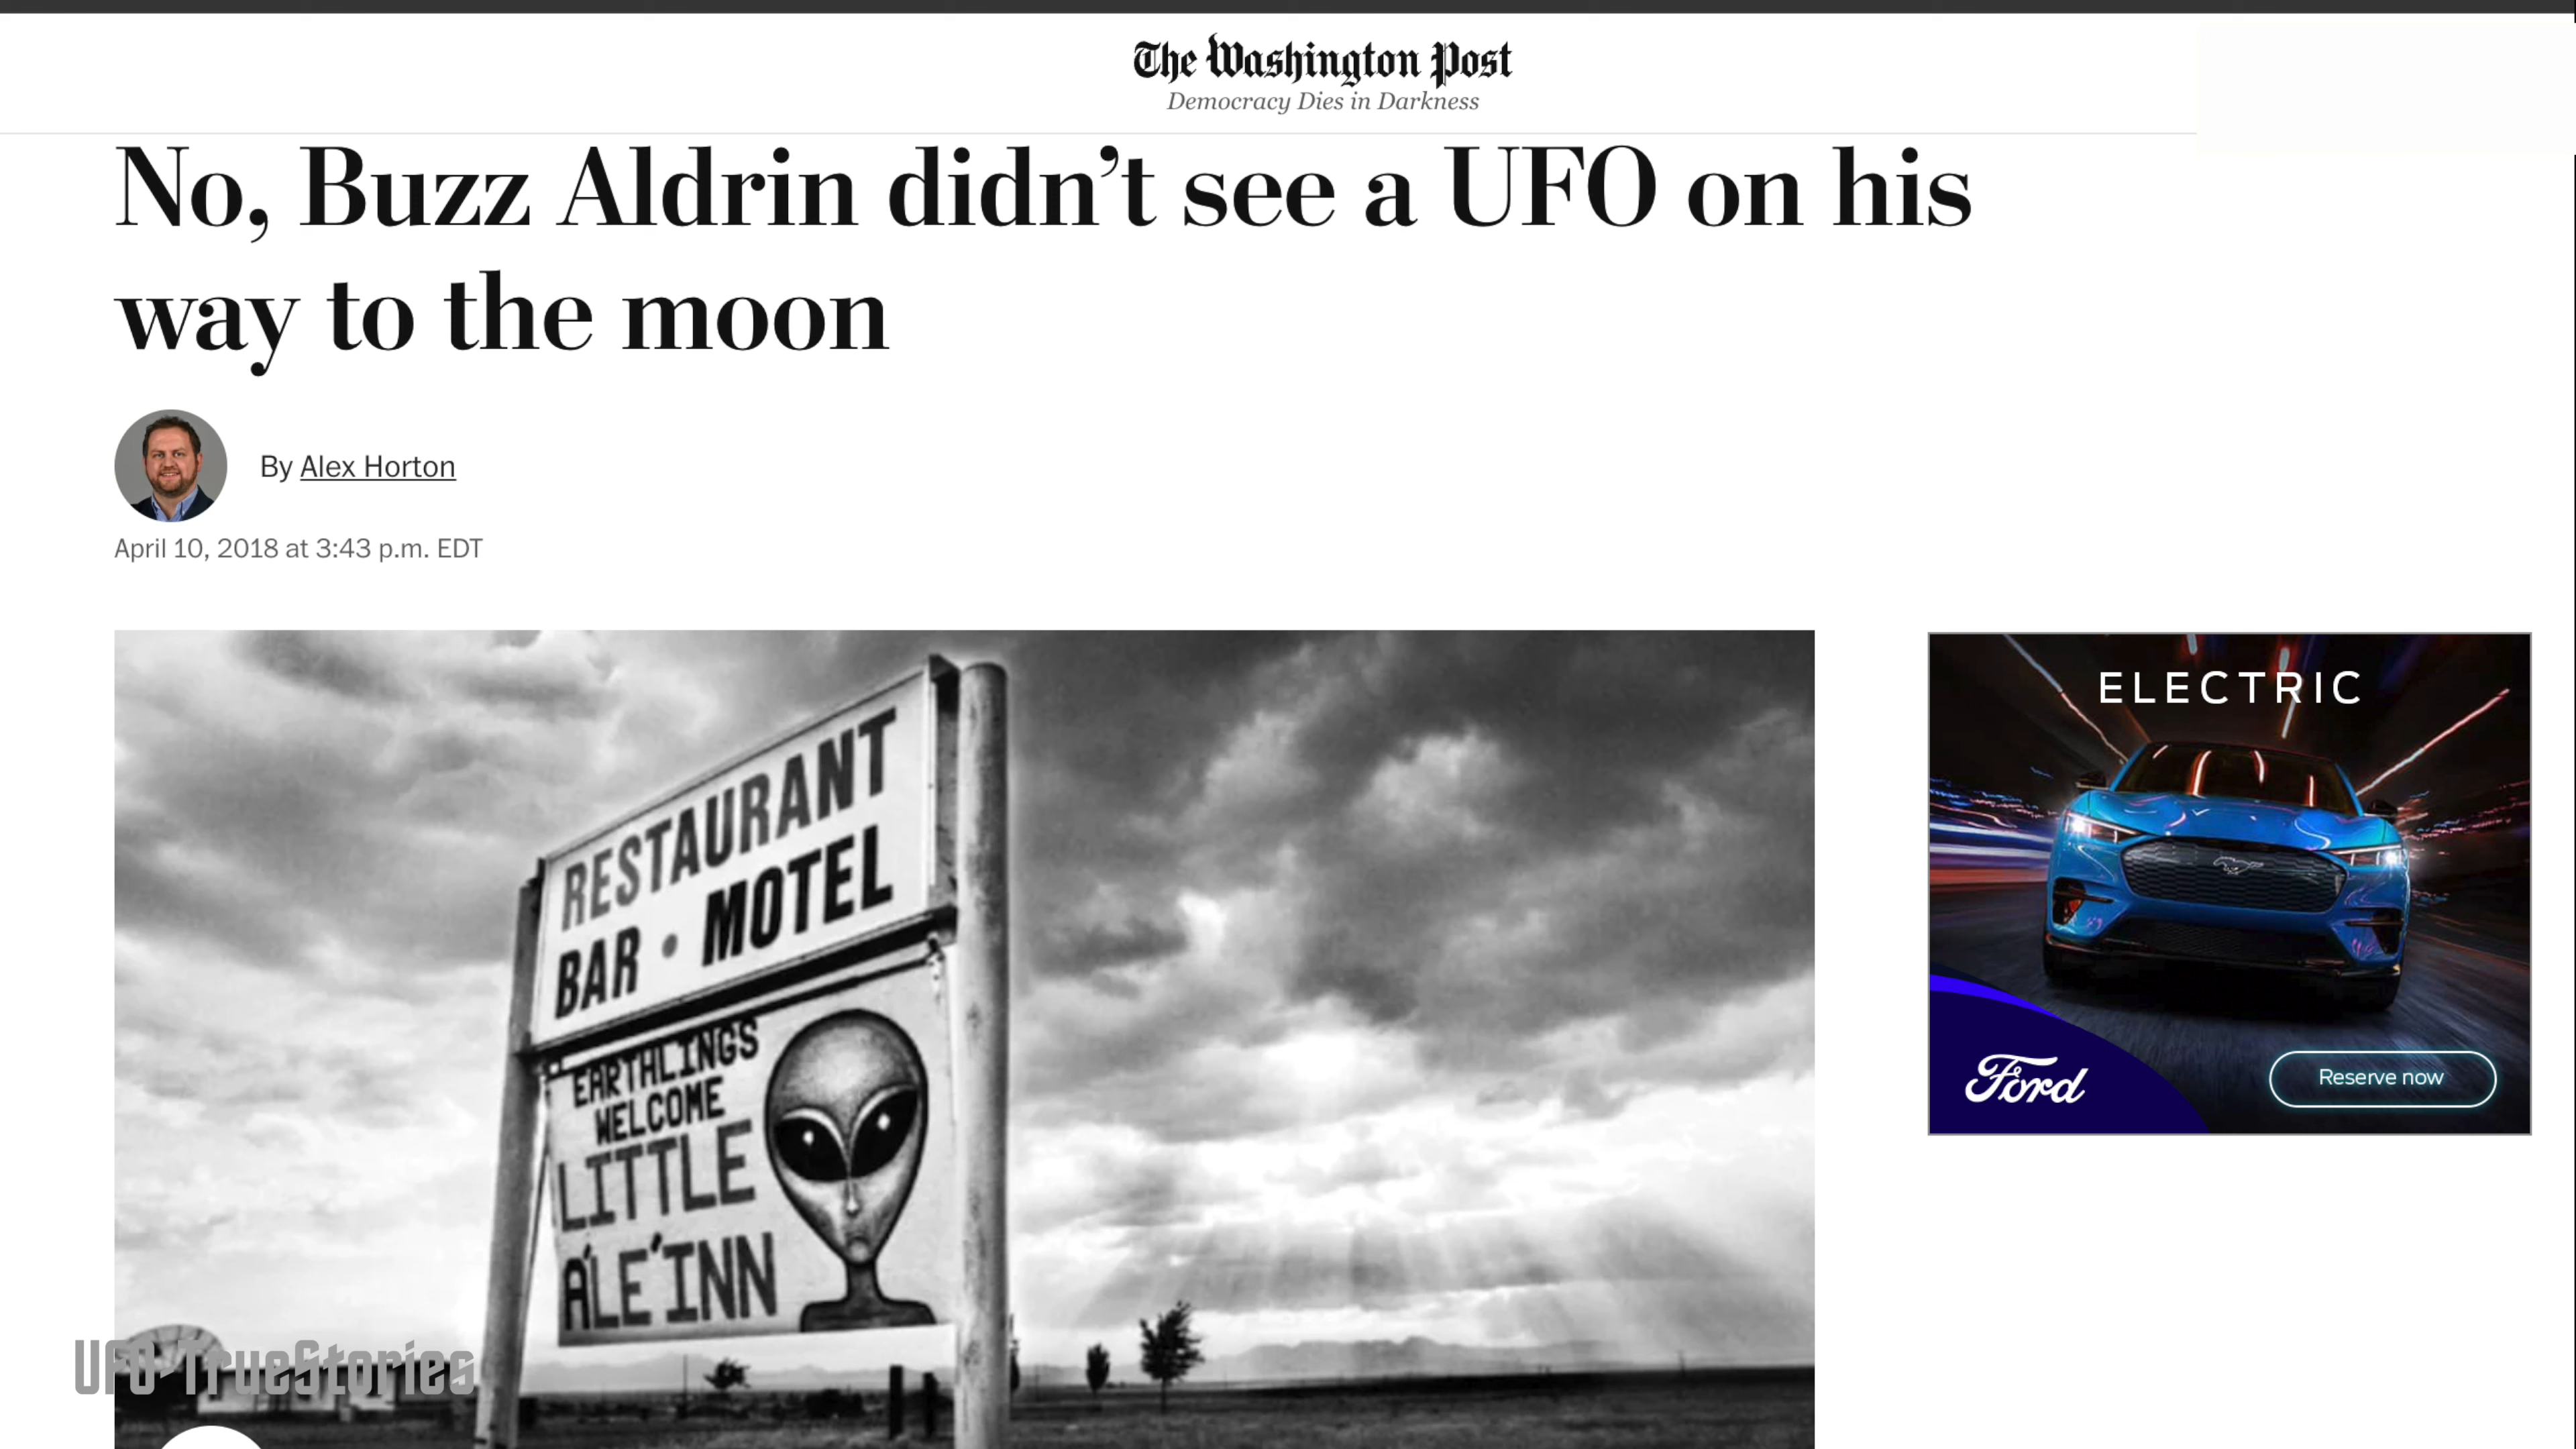 The Washington Post
Democracy Dies in Darkness
No, Buzz Aldrin didn't see a UFO on his
way to the moon
By Alex Horton
April 10, 2018 at 3:43 p.m. EDT
RESTAURANT
BAR • MOTEL
EARTHLINGS
WELCOME
LITTLE
A'LE'INN
ELECTRIC
Ford
Reserve now
UFO-TrueStories